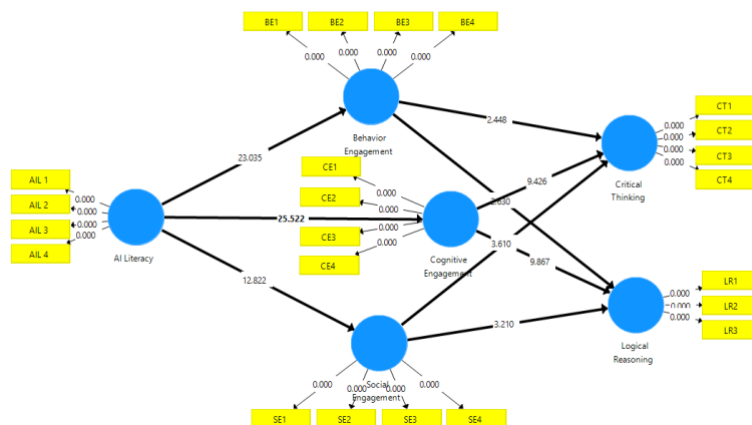 BE1 BE2 BE3 BE4
0.000 0.000 0.000 0.000
Behavior
Engagement
2.448
CT1
CT2
CT3
CT4
0.000
0.000
0.000
0.000
Critical
Thinking
23.035
AIL 1
AIL 2
AIL 3
AIL 4
0.000
0.000
0.000
0.000
AI Literacy
CE1
CE2
CE3
CE4
0.000
0.000
0.000
0.000
25.522
9.426
Cognitive
Engagement
3.610
9.867
12.822
3.210
LR1
LR2
LR3
0.000
0.000
0.000
Logical
Reasoning
Social
Engagement
0.000 0.000 0.000 0.000
SE1 SE2 SE3 SE4